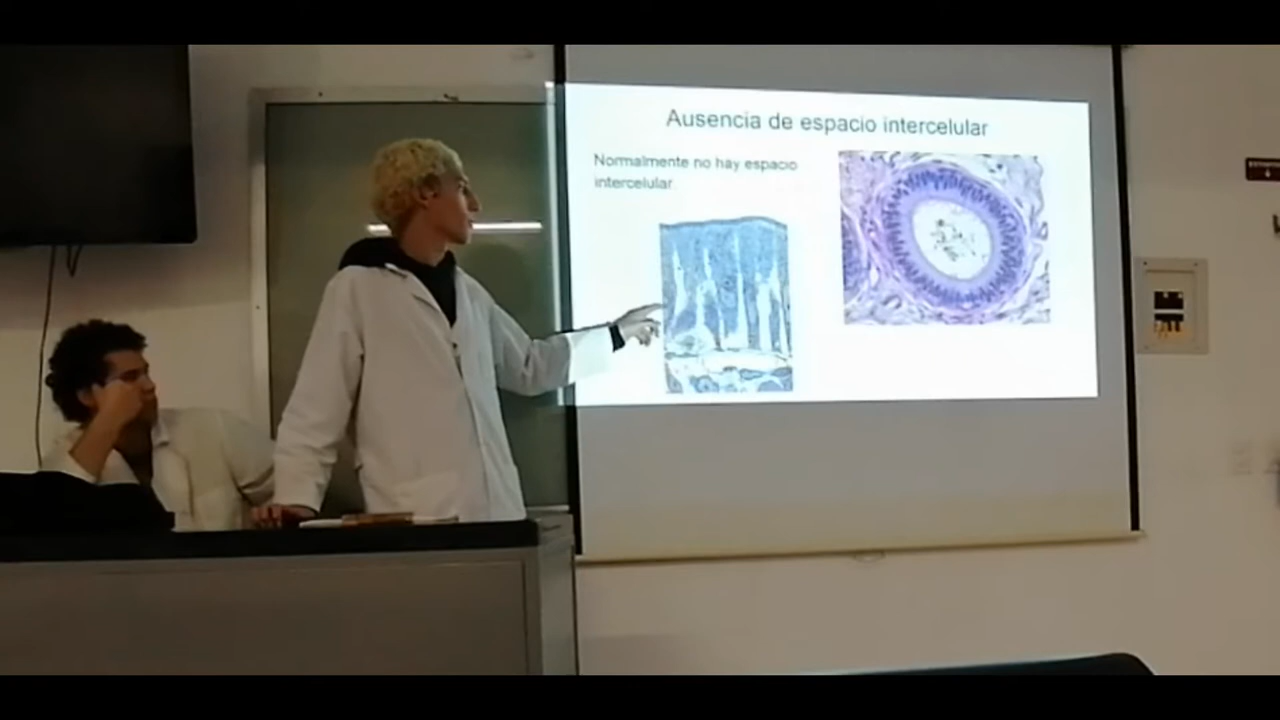 Ausencia de espacio intercelular
Normalmente no hay espacio
intercelular.